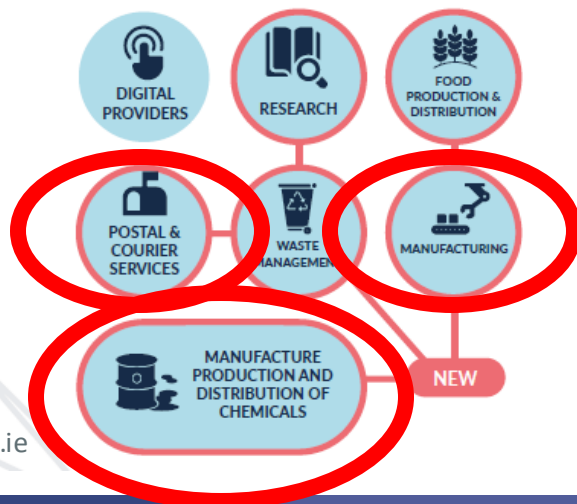 DIGITAL
PROVIDERS
RESEARCH
FOOD
PRODUCTION &
DISTRIBUTION
POSTAL &
COURIER
SERVICES
WASTE
MANAGEMENT
MANUFACTURING
MANUFACTURE
PRODUCTION AND
DISTRIBUTION OF
CHEMICALS
NEW
.ie